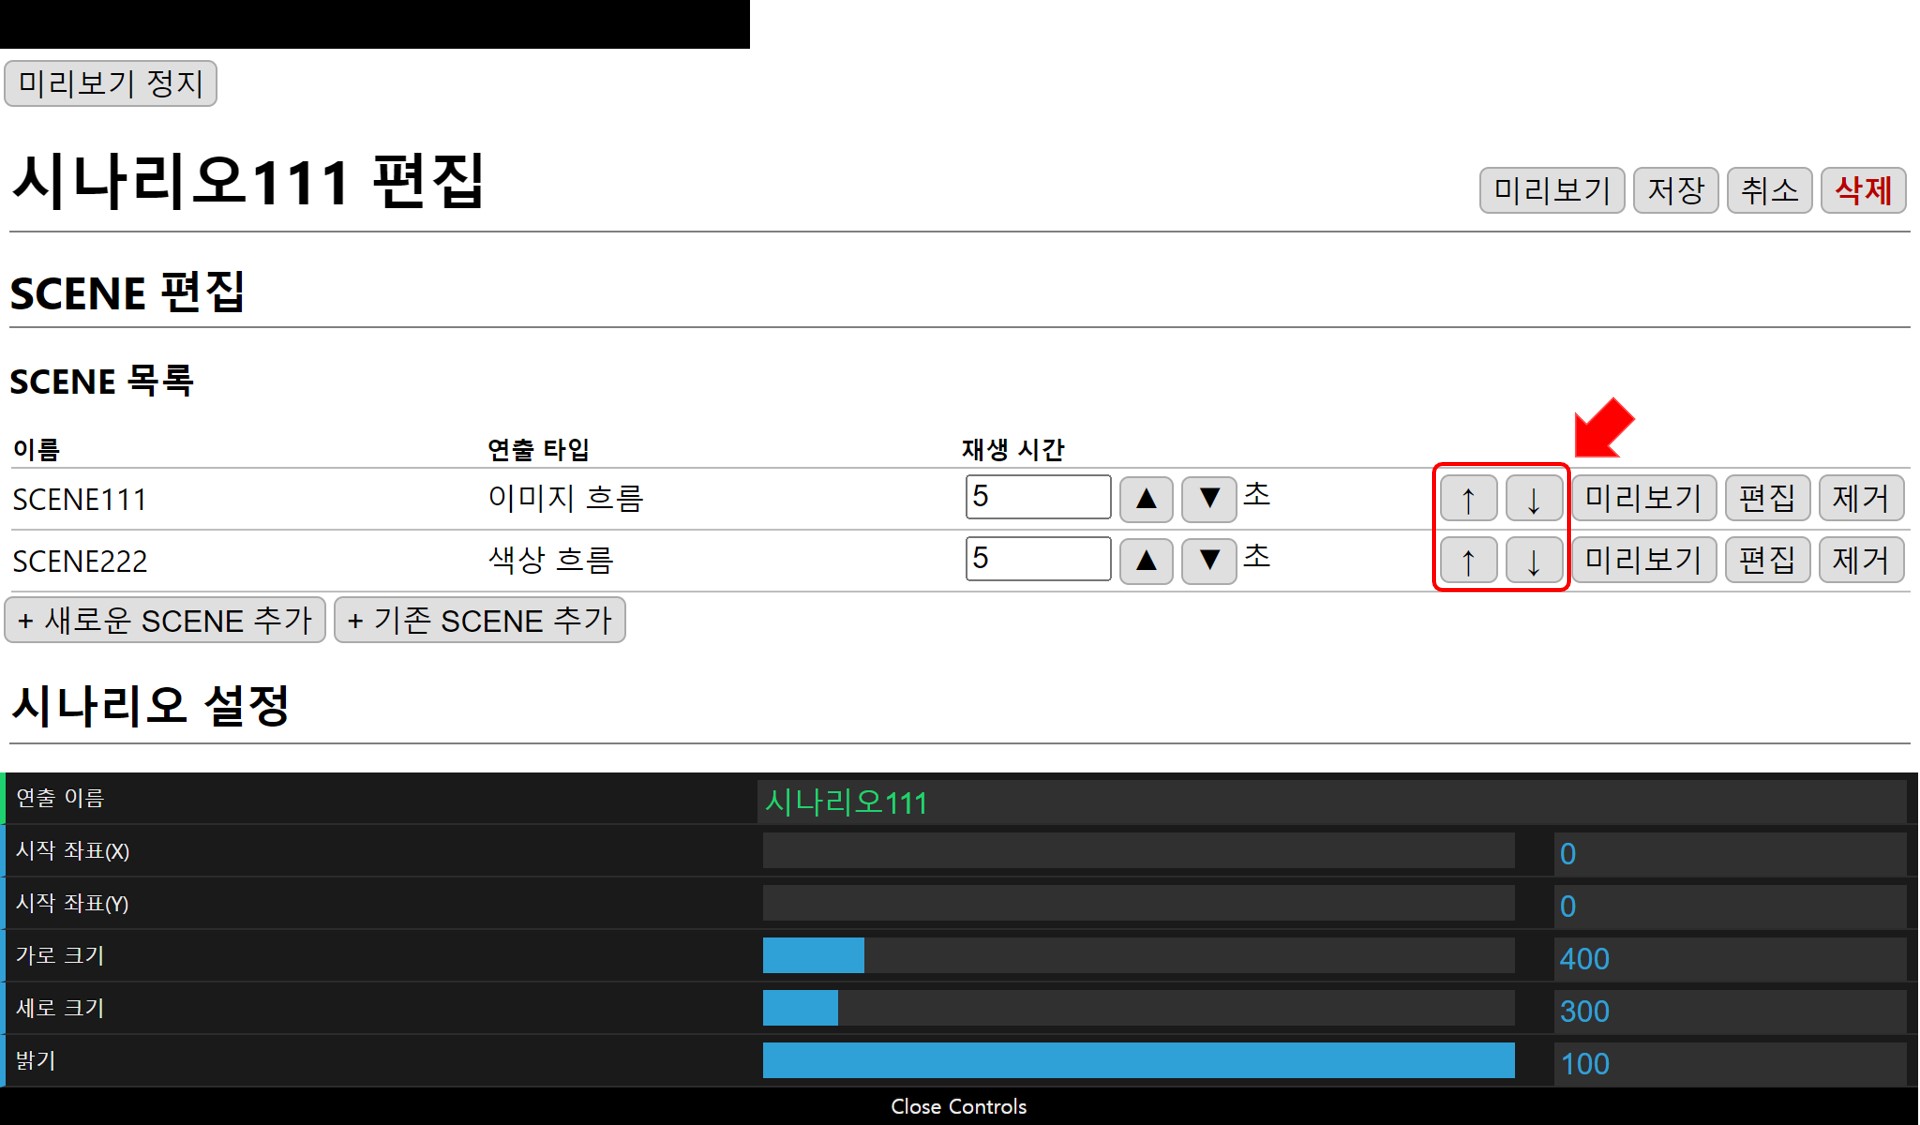 미리보기 정지
시나리오111 편집
미리보기 저장 취소 삭제
SCENE 편집
SCENE 목록
이름 연출 타입 재생 시간
SCENE111 이미지 흐름 5 ▲ ▼ 초 ↑ ↓ 미리보기 편집 제거
SCENE222 색상 흐름 5 ▲ ▼ 초 ↑ ↓ 미리보기 편집 제거
+ 새로운 SCENE 추가 + 기존 SCENE 추가
시나리오 설정
연출 이름 시나리오111
시작 좌표(X) 0
시작 좌표(Y) 0
가로 크기 400
세로 크기 300
밝기 100
Close Controls